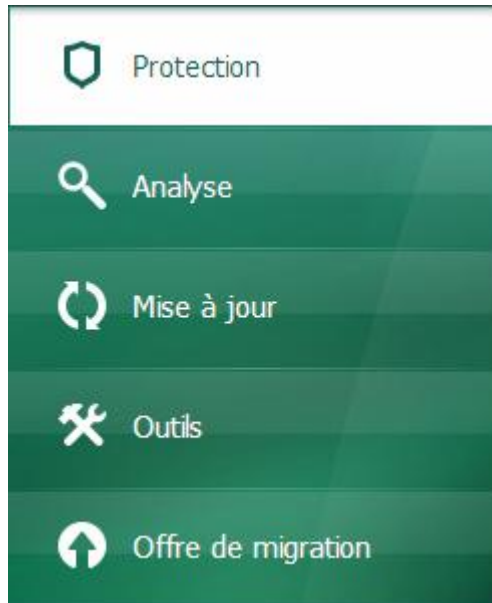 Protection
Analyse
Mise à jour
Outils
Offre de migration